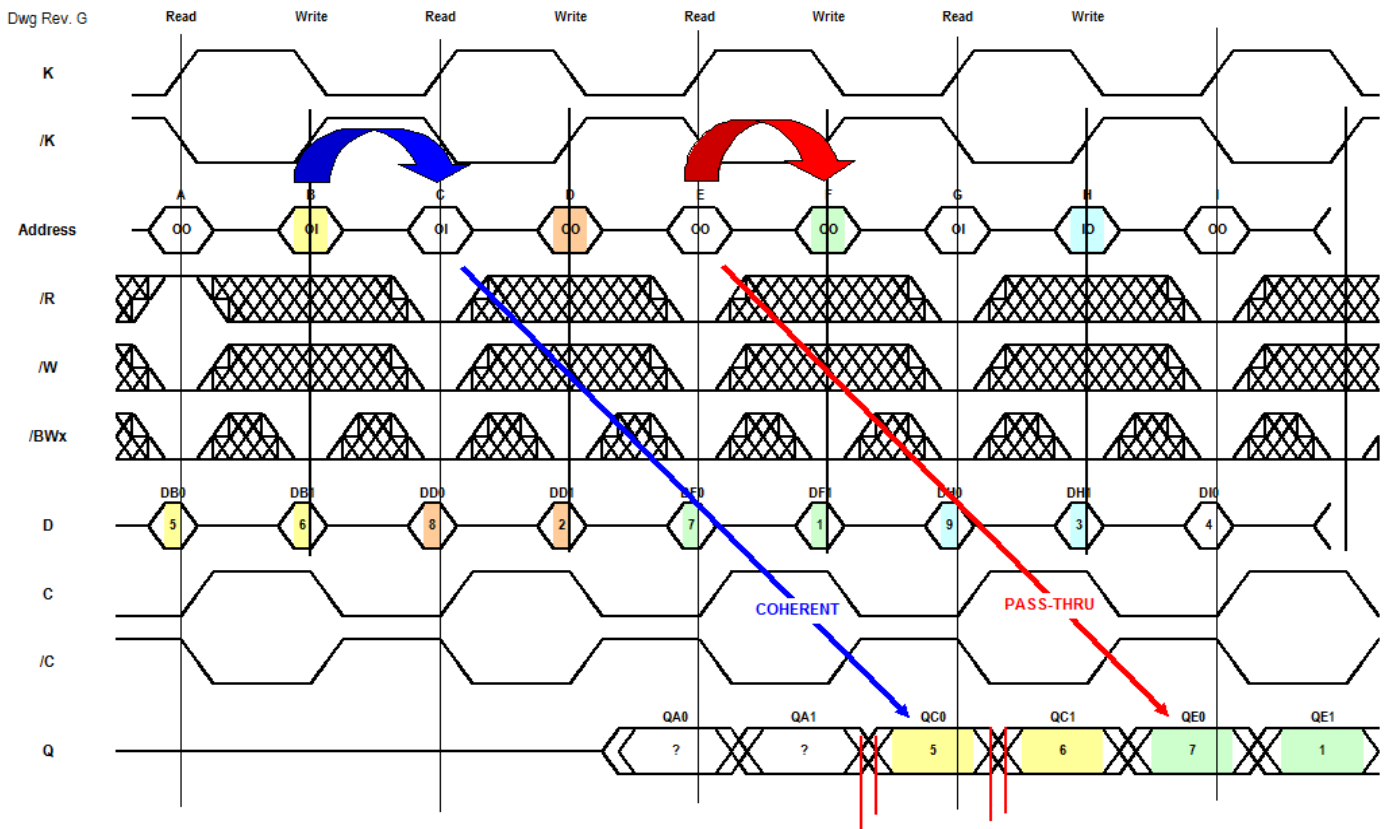 Dwg Rev. G Read Write Read Write Read Write Read Write
K
/K
A B C D E F G H I
Address OO OI OI OO OO OO OI IO OO
/R
/W
/BWx
DB0 DB1 DD0 DD1 DF0 DF1 DH0 DH1 DI0
D 5 6 8 2 7 1 9 3 4
C
COHERENT PASS-THRU
/C
QA0 QA1 QC0 QC1 QE0 QE1
Q ? ? 5 6 7 1